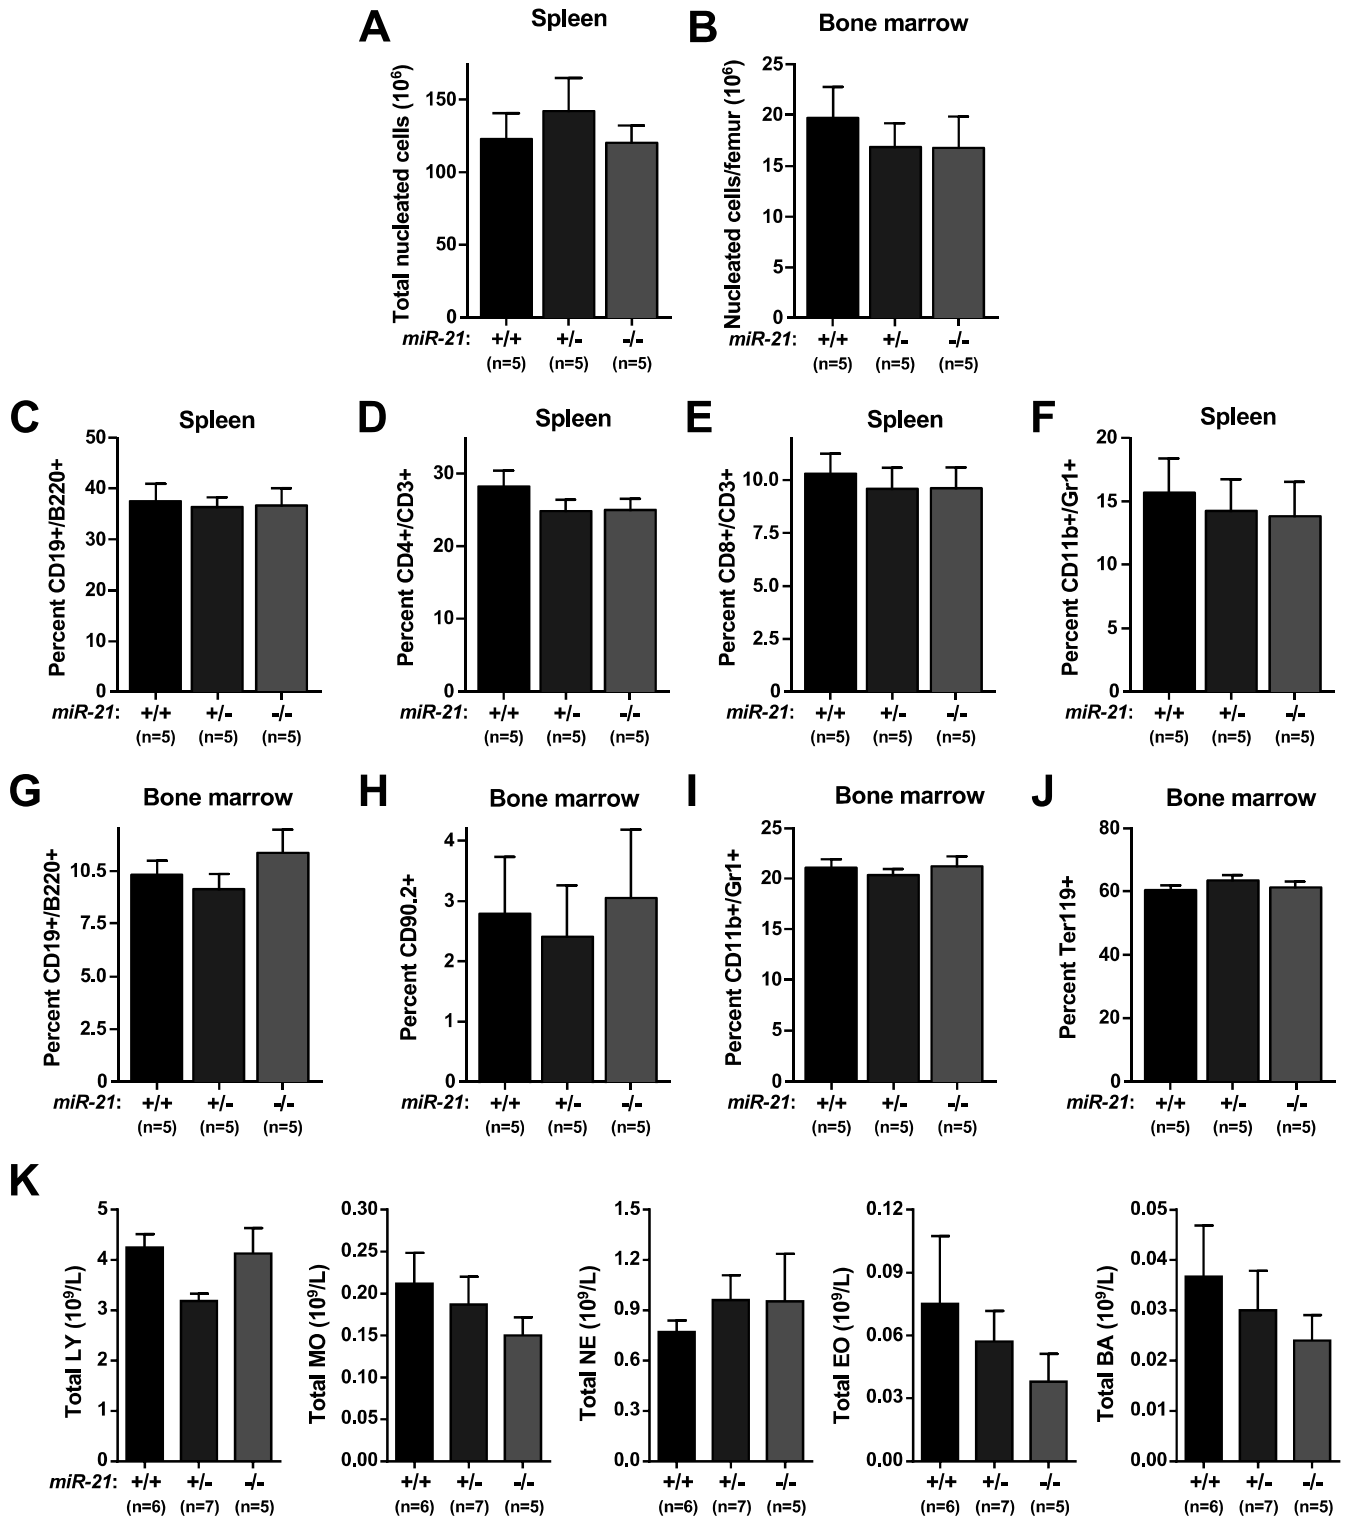 A
Spleen
Total nucleated cells (10⁶)
150
100
50
0
miR-21: +/+ +/- -/-
(n=5) (n=5) (n=5)
B
Bone marrow
Nucleated cells/femur (10⁶)
25
20
15
10
5
0
miR-21: +/+ +/- -/-
(n=5) (n=5) (n=5)
C
Spleen
Percent CD19+/B220+
50
40
30
20
10
0
miR-21: +/+ +/- -/-
(n=5) (n=5) (n=5)
D
Spleen
Percent CD4+/CD3+
30
20
10
0
miR-21: +/+ +/- -/-
(n=5) (n=5) (n=5)
E
Spleen
Percent CD8+/CD3+
10.0
7.5
5.0
2.5
0
miR-21: +/+ +/- -/-
(n=5) (n=5) (n=5)
F
Spleen
Percent CD11b+/Gr1+
20
15
10
5
0
miR-21: +/+ +/- -/-
(n=5) (n=5) (n=5)
G
Bone marrow
Percent CD19+/B220+
10.5
7.5
5.0
2.5
0
miR-21: +/+ +/- -/-
(n=5) (n=5) (n=5)
H
Bone marrow
Percent CD90.2+
4
3
2
1
0
miR-21: +/+ +/- -/-
(n=5) (n=5) (n=5)
I
Bone marrow
Percent CD11b+/Gr1+
25
20
15
10
5
0
miR-21: +/+ +/- -/-
(n=5) (n=5) (n=5)
J
Bone marrow
Percent Ter119+
80
60
40
20
0
miR-21: +/+ +/- -/-
(n=5) (n=5) (n=5)
K
Total LY (10⁹/L)
5
4
3
2
1
0
miR-21: +/+ +/- -/-
(n=6) (n=7) (n=5)
Total MO (10⁹/L)
0.30
0.25
0.20
0.15
0.10
0.05
0.00
+/+ +/- -/-
(n=6) (n=7) (n=5)
Total NE (10⁹/L)
1.5
1.2
0.9
0.6
0.3
0.0
+/+ +/- -/-
(n=6) (n=7) (n=5)
Total EO (10⁹/L)
0.12
0.09
0.06
0.03
0.00
+/+ +/- -/-
(n=6) (n=7) (n=5)
Total BA (10⁹/L)
0.05
0.04
0.03
0.02
0.01
0.00
+/+ +/- -/-
(n=6) (n=7) (n=5)